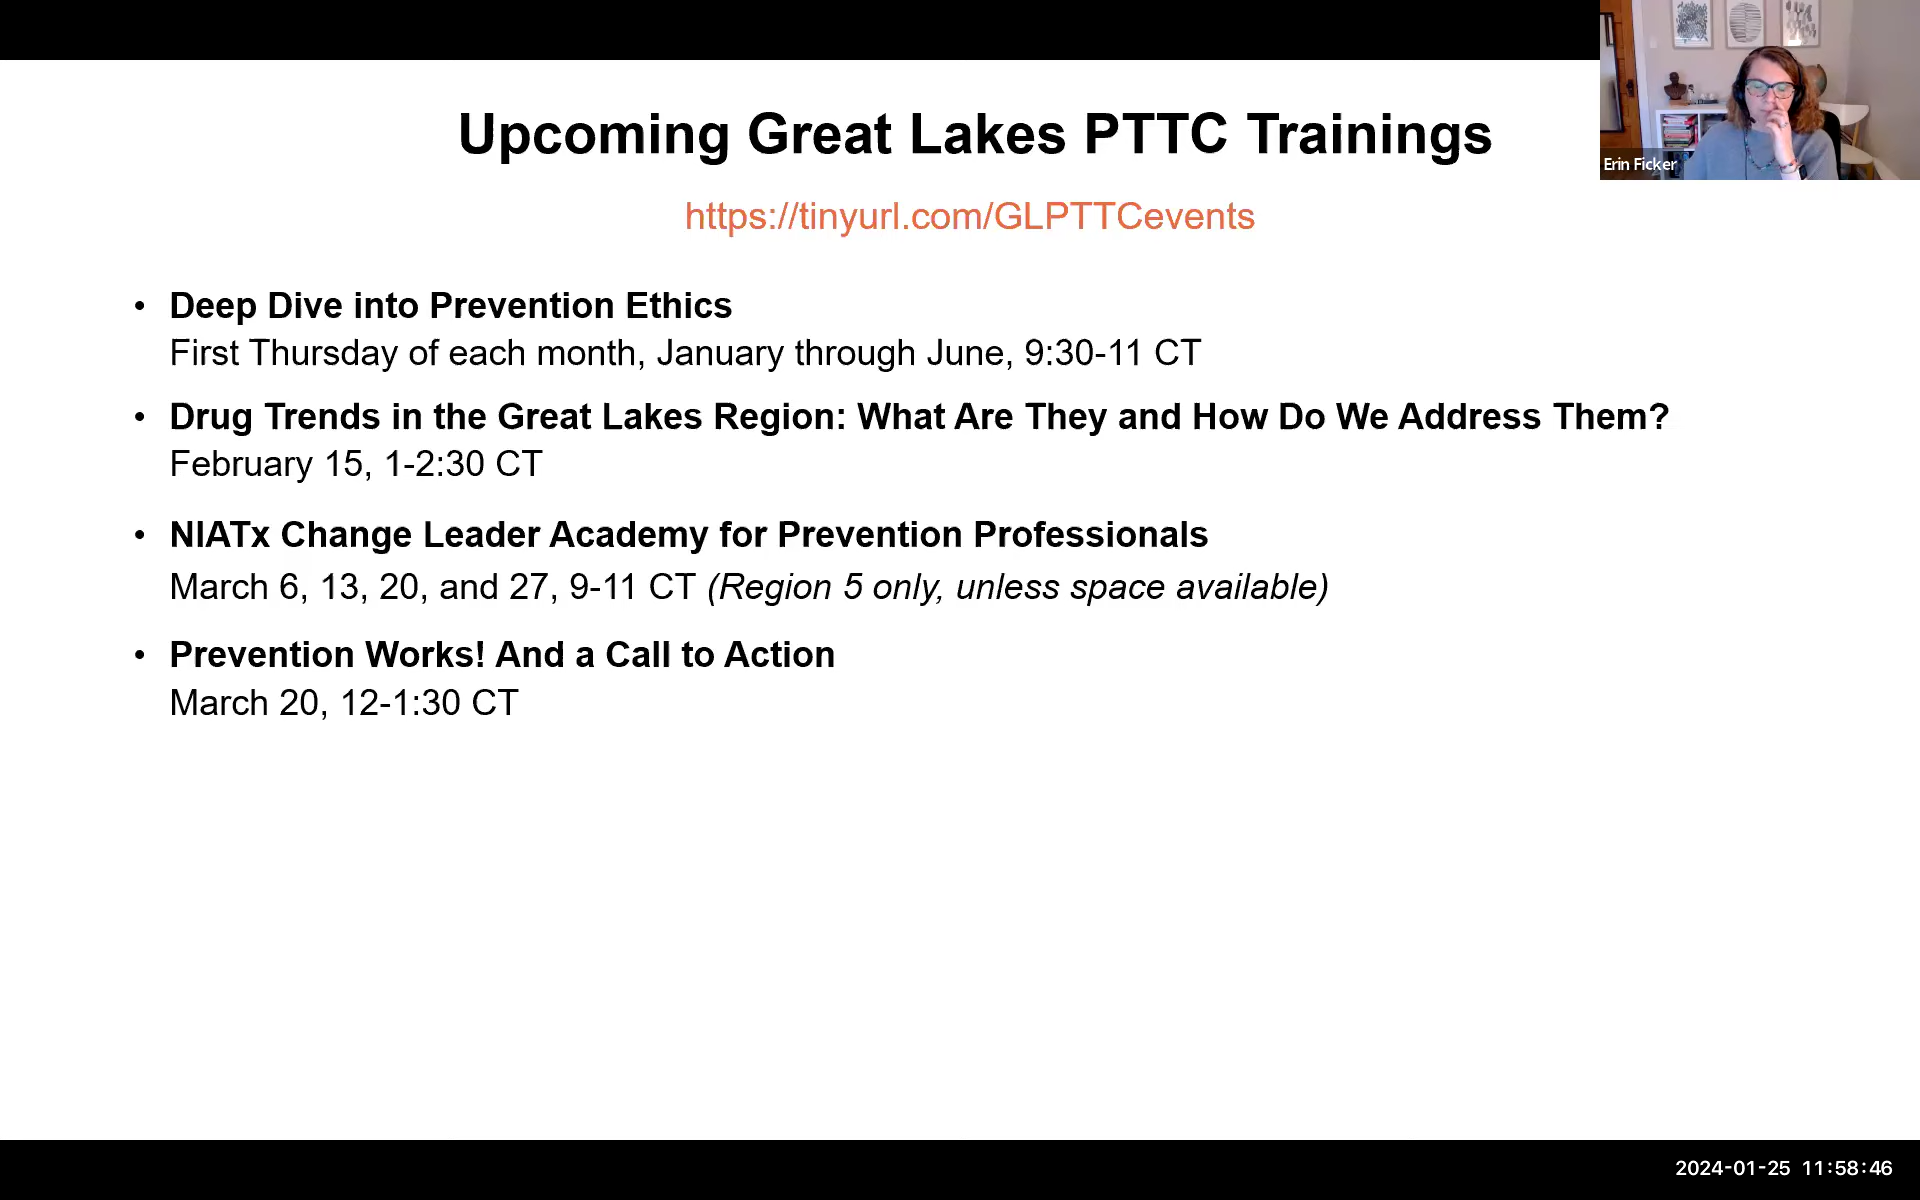 Upcoming Great Lakes PTTC Trainings
https://tinyurl.com/GLPTTCevents
• Deep Dive into Prevention Ethics
First Thursday of each month, January through June, 9:30-11 CT
• Drug Trends in the Great Lakes Region: What Are They and How Do We Address Them?
February 15, 1-2:30 CT
• NIATx Change Leader Academy for Prevention Professionals
March 6, 13, 20, and 27, 9-11 CT (Region 5 only, unless space available)
• Prevention Works! And a Call to Action
March 20, 12-1:30 CT
Erin Ficker
2024-01-25 11:58:46